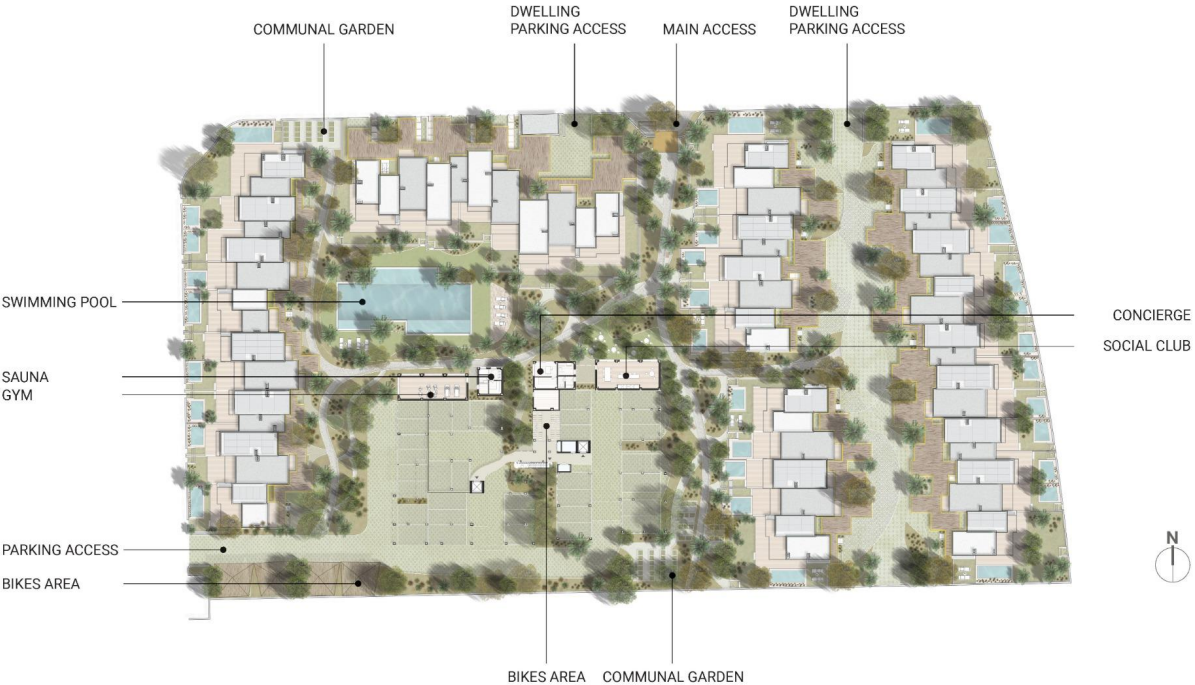 DWELLING
PARKING ACCESS
DWELLING
PARKING ACCESS
COMMUNAL GARDEN
MAIN ACCESS
SWIMMING POOL
CONCIERGE
SOCIAL CLUB
SAUNA
GYM
PARKING ACCESS
BIKES AREA
N
BIKES AREA
COMMUNAL GARDEN